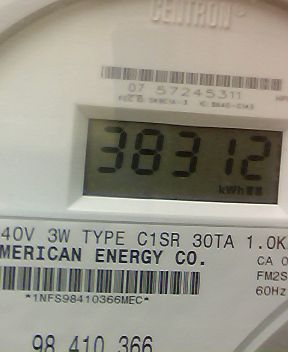 CENTRON
07 57245311
38312
kWh
40V 3W TYPE C1SR 30TA 1.0K
MERICAN ENERGY CO.
CA 0
FM2S
60Hz
*1NFS98410366MEC*
98 410 366